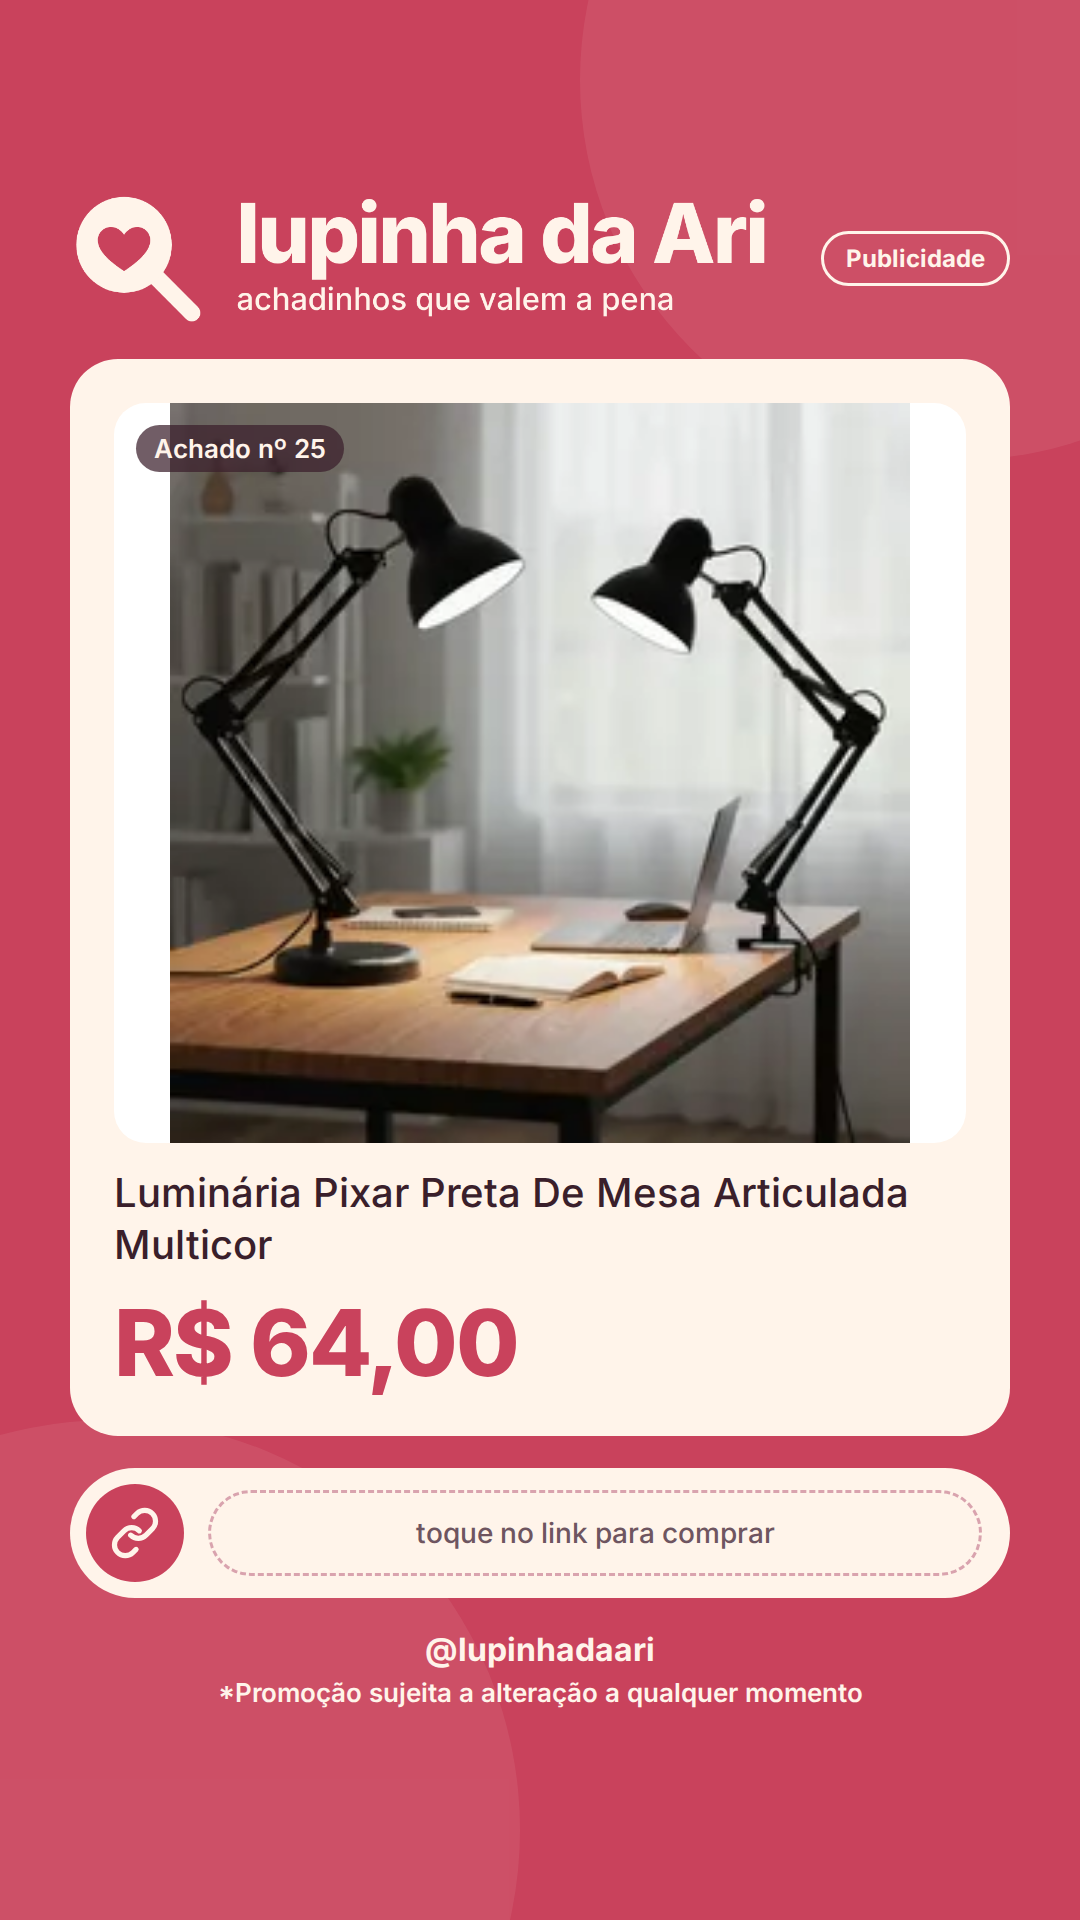 lupinha da Ari
achadinhos que valem a pena
Publicidade
Achado nº 25
Luminária Pixar Preta De Mesa Articulada
Multicor
R$ 64,00
toque no link para comprar
@lupinhadaari
*Promoção sujeita a alteração a qualquer momento